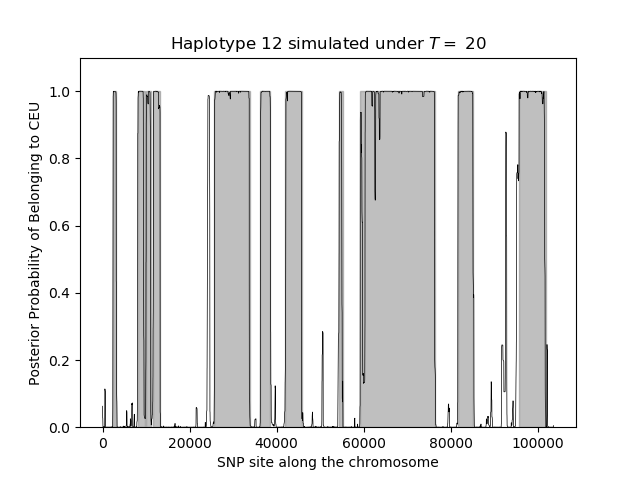 Haplotype 12 simulated under T = 20
Posterior Probability of Belonging to CEU
1.0
0.8
0.6
0.4
0.2
0.0
0 20000 40000 60000 80000 100000
SNP site along the chromosome